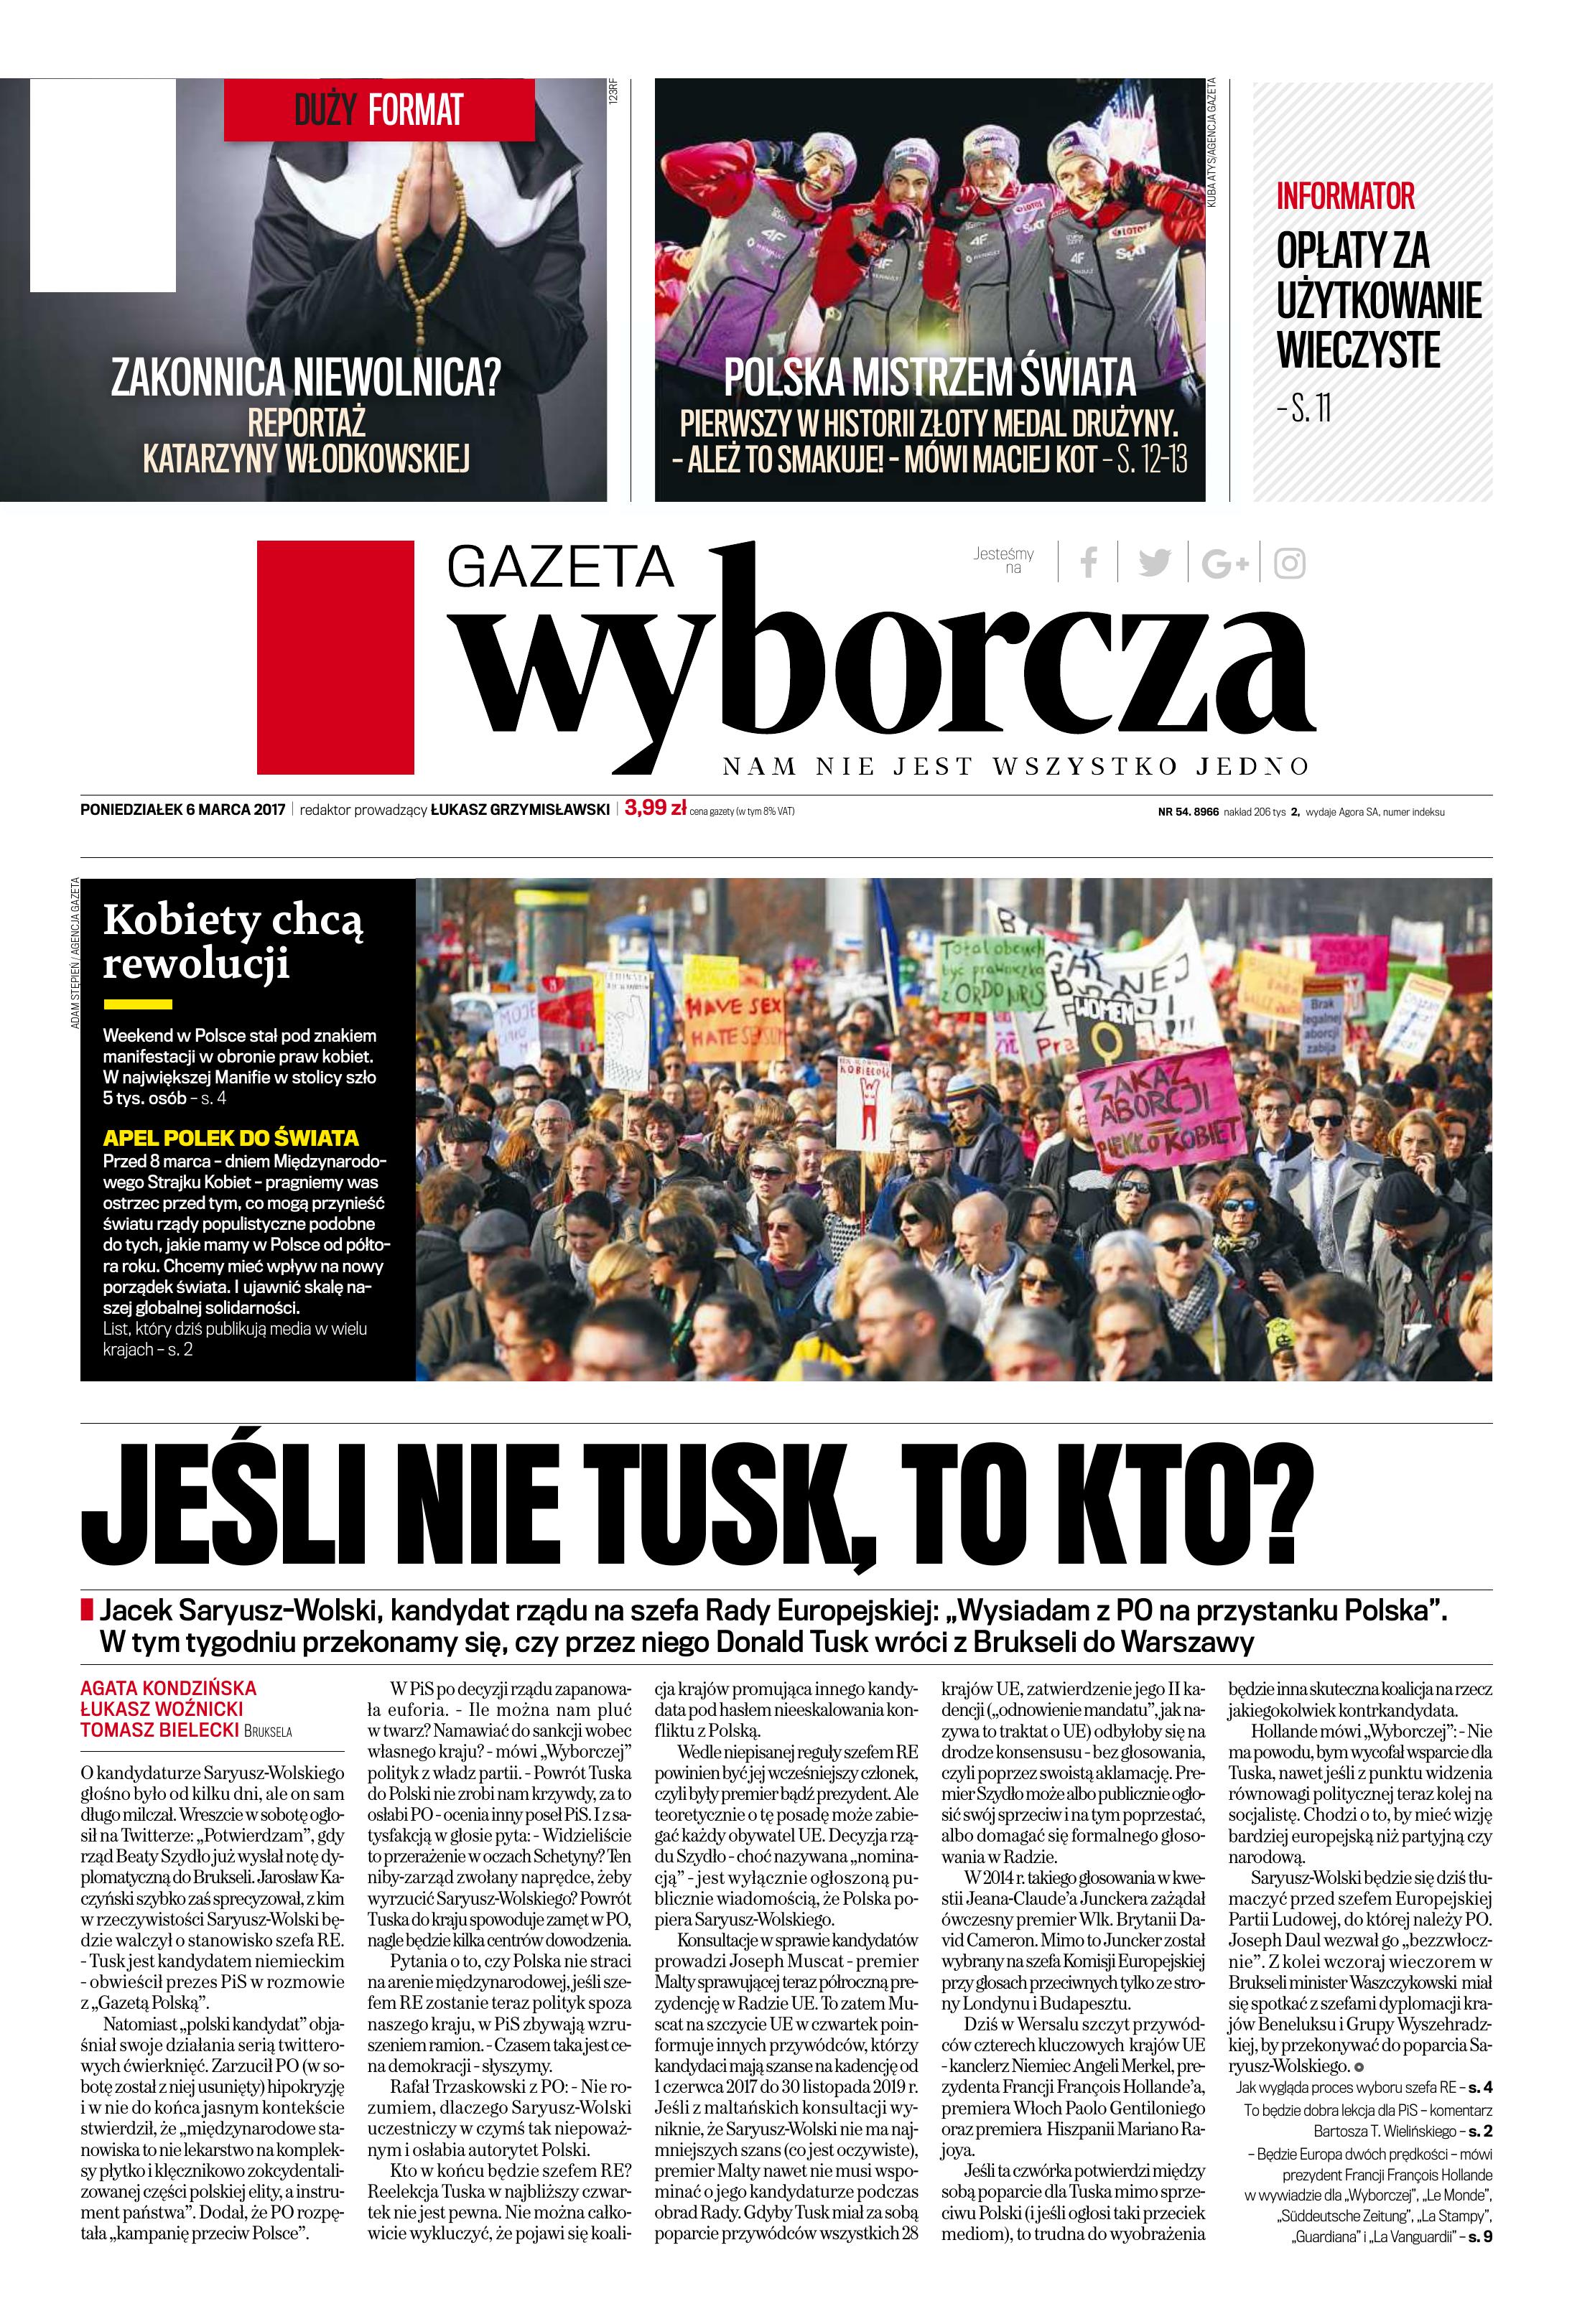 DUŻY FORMAT
123RF
ZAKONNICA NIEWOLNICA?
REPORTAŻ
KATARZYNY WŁODKOWSKIEJ
KUBA ATYS/AGENCJA GAZETA
POLSKA MISTRZEM ŚWIATA
PIERWSZY W HISTORII ZŁOTY MEDAL DRUŻYNY.
- ALEŻ TO SMAKUJE! - MÓWI MACIEJ KOT – S. 12-13
INFORMATOR
OPŁATY ZA
UŻYTKOWANIE
WIECZYSTE
– S. 11
GAZETA
wyborcza
Jesteśmy
na
NAM NIE JEST WSZYSTKO JEDNO
PONIEDZIAŁEK 6 MARCA 2017 | redaktor prowadzący ŁUKASZ GRZYMISŁAWSKI | 3,99 zł cena gazety (w tym 8% VAT)
NR 54. 8966 nakład 206 tys 2, wydaje Agora SA, numer indeksu
ADAM STĘPIEŃ / AGENCJA GAZETA
Kobiety chcą
rewolucji
Weekend w Polsce stał pod znakiem
manifestacji w obronie praw kobiet.
W największej Manifie w stolicy szło
5 tys. osób – s. 4
APEL POLEK DO ŚWIATA
Przed 8 marca – dniem Międzynarodo-
wego Strajku Kobiet – pragniemy was
ostrzec przed tym, co mogą przynieść
światu rządy populistyczne podobne
do tych, jakie mamy w Polsce od półto-
ra roku. Chcemy mieć wpływ na nowy
porządek świata. I ujawnić skalę na-
szej globalnej solidarności.
List, który dziś publikują media w wielu
krajach – s. 2
HAVE SEX
HATE SEXISM
Total obcych
być prawniczką
z ORDO IURIS
WOMEN
KOBIECOŚĆ
ZAKAZ
ABORCJI
=
PIEKŁO KOBIET
Brak
legalnej
aborcji
zabija
JEŚLI NIE TUSK, TO KTO?
Jacek Saryusz-Wolski, kandydat rządu na szefa Rady Europejskiej: „Wysiadam z PO na przystanku Polska”.
W tym tygodniu przekonamy się, czy przez niego Donald Tusk wróci z Brukseli do Warszawy
AGATA KONDZIŃSKA
ŁUKASZ WOŹNICKI
TOMASZ BIELECKI BRUKSELA
O kandydaturze Saryusz-Wolskiego
głośno było od kilku dni, ale on sam
długo milczał. Wreszcie w sobotę ogło-
sił na Twitterze: „Potwierdzam”, gdy
rząd Beaty Szydło już wysłał notę dy-
plomatyczną do Brukseli. Jarosław Ka-
czyński szybko zaś sprecyzował, z kim
w rzeczywistości Saryusz-Wolski bę-
dzie walczył o stanowisko szefa RE.
- Tusk jest kandydatem niemieckim
- obwieścił prezes PiS w rozmowie
z „Gazetą Polską”.
Natomiast „polski kandydat” obja-
śniał swoje działania serią twittero-
wych ćwierknięć. Zarzucił PO (w so-
botę został z niej usunięty) hipokryzję
i w nie do końca jasnym kontekście
stwierdził, że „międzynarodowe sta-
nowiska to nie lekarstwo na komplek-
sy płytko i klęcznikowo zokcydentali-
zowanej części polskiej elity, a instru-
ment państwa”. Dodał, że PO rozpę-
tała „kampanię przeciw Polsce”.
W PiS po decyzji rządu zapanowa-
ła euforia. - Ile można nam pluć
w twarz? Namawiać do sankcji wobec
własnego kraju? - mówi „Wyborczej”
polityk z władz partii. - Powrót Tuska
do Polski nie zrobi nam krzywdy, za to
osłabi PO - ocenia inny poseł PiS. I z sa-
tysfakcją w głosie pyta: - Widzieliście
to przerażenie w oczach Schetyny? Ten
niby-zarząd zwołany naprędce, żeby
wyrzucić Saryusz-Wolskiego? Powrót
Tuska do kraju spowoduje zamęt w PO,
nagle będzie kilka centrów dowodzenia.
Pytania o to, czy Polska nie straci
na arenie międzynarodowej, jeśli sze-
fem RE zostanie teraz polityk spoza
naszego kraju, w PiS zbywają wzru-
szeniem ramion. - Czasem taka jest ce-
na demokracji - słyszymy.
Rafał Trzaskowski z PO: - Nie ro-
zumiem, dlaczego Saryusz-Wolski
uczestniczy w czymś tak niepoważ-
nym i osłabia autorytet Polski.
Kto w końcu będzie szefem RE?
Reelekcja Tuska w najbliższy czwar-
tek nie jest pewna. Nie można całko-
wicie wykluczyć, że pojawi się koali-
cja krajów promująca innego kandy-
data pod hasłem nieeskalowania kon-
fliktu z Polską.
Wedle niepisanej reguły szefem RE
powinien być jej wcześniejszy członek,
czyli były premier bądź prezydent. Ale
teoretycznie o tę posadę może zabie-
gać każdy obywatel UE. Decyzja rzą-
du Szydło - choć nazywana „nomina-
cją” - jest wyłącznie ogłoszoną pu-
blicznie wiadomością, że Polska po-
piera Saryusz-Wolskiego.
Konsultacje w sprawie kandydatów
prowadzi Joseph Muscat - premier
Malty sprawującej teraz półroczną pre-
zydencję w Radzie UE. To zatem Mu-
scat na szczycie UE w czwartek poin-
formuje innych przywódców, którzy
kandydaci mają szanse na kadencję od
1 czerwca 2017 do 30 listopada 2019 r.
Jeśli z maltańskich konsultacji wy-
niknie, że Saryusz-Wolski nie ma naj-
mniejszych szans (co jest oczywiste),
premier Malty nawet nie musi wspo-
minać o jego kandydaturze podczas
obrad Rady. Gdyby Tusk miał za sobą
poparcie przywódców wszystkich 28
krajów UE, zatwierdzenie jego II ka-
dencji („odnowienie mandatu”, jak na-
zywa to traktat o UE) odbyłoby się na
drodze konsensusu - bez głosowania,
czyli poprzez swoistą aklamację. Pre-
mier Szydło może albo publicznie ogło-
sić swój sprzeciw i na tym poprzestać,
albo domagać się formalnego głoso-
wania w Radzie.
W 2014 r. takiego głosowania w kwe-
stii Jeana-Claude’a Junckera zażądał
ówczesny premier Wlk. Brytanii Da-
vid Cameron. Mimo to Juncker został
wybrany na szefa Komisji Europejskiej
przy głosach przeciwnych tylko ze stro-
ny Londynu i Budapesztu.
Dziś w Wersalu szczyt przywód-
ców czterech kluczowych krajów UE
- kanclerz Niemiec Angeli Merkel, pre-
zydenta Francji François Hollande’a,
premiera Włoch Paolo Gentiloniego
oraz premiera Hiszpanii Mariano Ra-
joya.
Jeśli ta czwórka potwierdzi między
sobą poparcie dla Tuska mimo sprze-
ciwu Polski (i jeśli ogłosi taki przeciek
mediom), to trudna do wyobrażenia
będzie inna skuteczna koalicja na rzecz
jakiegokolwiek kontrkandydata.
Hollande mówi „Wyborczej”: - Nie
ma powodu, bym wycofał wsparcie dla
Tuska, nawet jeśli z punktu widzenia
równowagi politycznej teraz kolej na
socjalistę. Chodzi o to, by mieć wizję
bardziej europejską niż partyjną czy
narodową.
Saryusz-Wolski będzie się dziś tłu-
maczyć przed szefem Europejskiej
Partii Ludowej, do której należy PO.
Joseph Daul wezwał go „bezzwłocz-
nie”. Z kolei wczoraj wieczorem w
Brukseli minister Waszczykowski miał
się spotkać z szefami dyplomacji kra-
jów Beneluksu i Grupy Wyszehradz-
kiej, by przekonywać do poparcia Sa-
ryusz-Wolskiego.
Jak wygląda proces wyboru szefa RE – s. 4
To będzie dobra lekcja dla PiS – komentarz
Bartosza T. Wielińskiego – s. 2
– Będzie Europa dwóch prędkości – mówi
prezydent Francji François Hollande
w wywiadzie dla „Wyborczej”, „Le Monde”,
„Süddeutsche Zeitung”, „La Stampy”,
„Guardiana” i „La Vanguardii” – s. 9